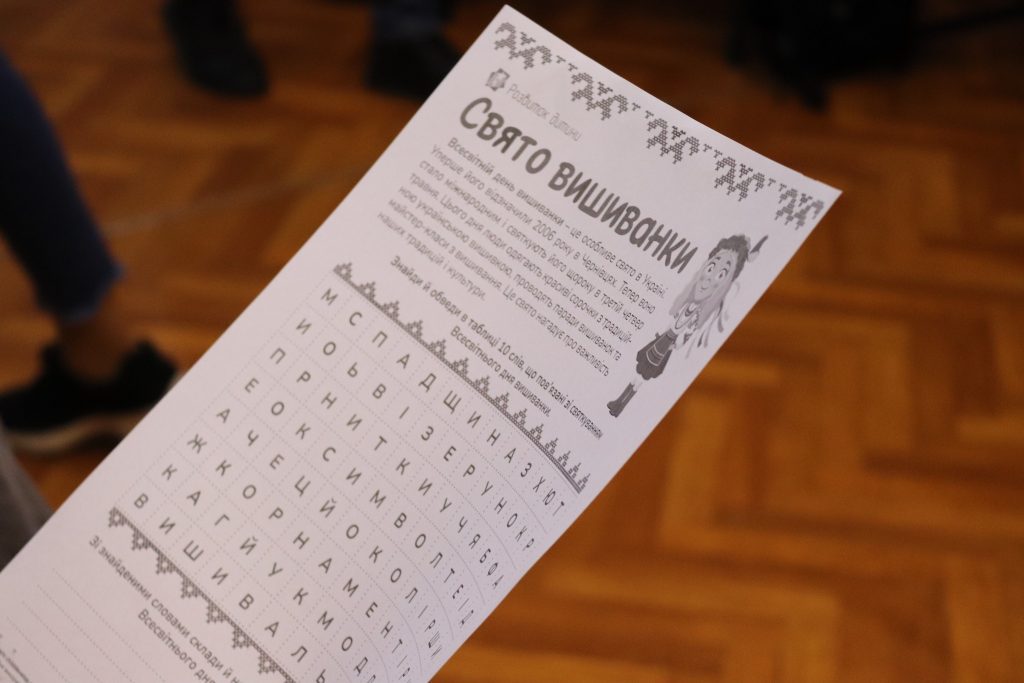 Розвиток дитини
Свято вишиванки
Всесвітній день вишиванки – це особливе свято в Україні.
Уперше його відзначили 2006 року в Чернівцях. Тепер воно
стало міжнародним і святкують його щороку в третій четвер
травня. Цього дня люди одягають красиві сорочки з традицій-
ною українською вишивкою, проводять паради вишиванок та
майстер-класи з вишивання. Це свято нагадує про важливість
наших традицій і культури.
Знайди й обведи в таблиці 10 слів, що пов'язані зі святкуванням
Всесвітнього дня вишиванки.
М С П А Д Щ И Н А З Х Ю Т
И О Ь В І З Е Р У Н О К Р
П Р Н И Т К И У Ч Я Б Ф А
Е О К С И М В О Л Т Е І Д
А Ч Е Ц Й О К О Л І Р Ш И
Ж К О Р Н А М Е Н Т І
К А Г Й У К М О Д
В И Ш И В А Л Ь
Зі знайденими словами склади й
Всесвітнього